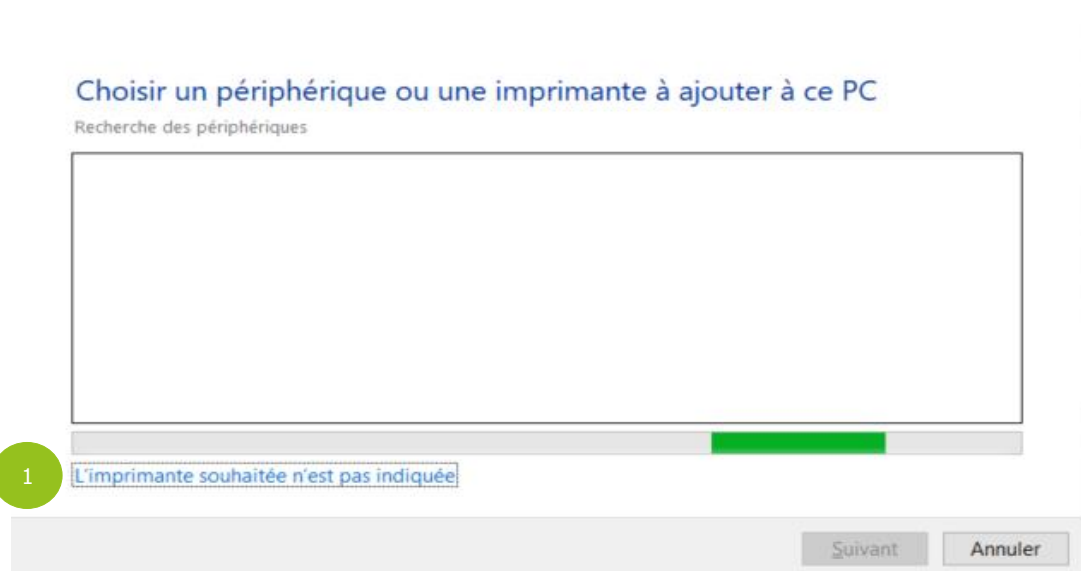 Choisir un périphérique ou une imprimante à ajouter à ce PC
Recherche des périphériques
1
L'imprimante souhaitée n'est pas indiquée
Suivant
Annuler